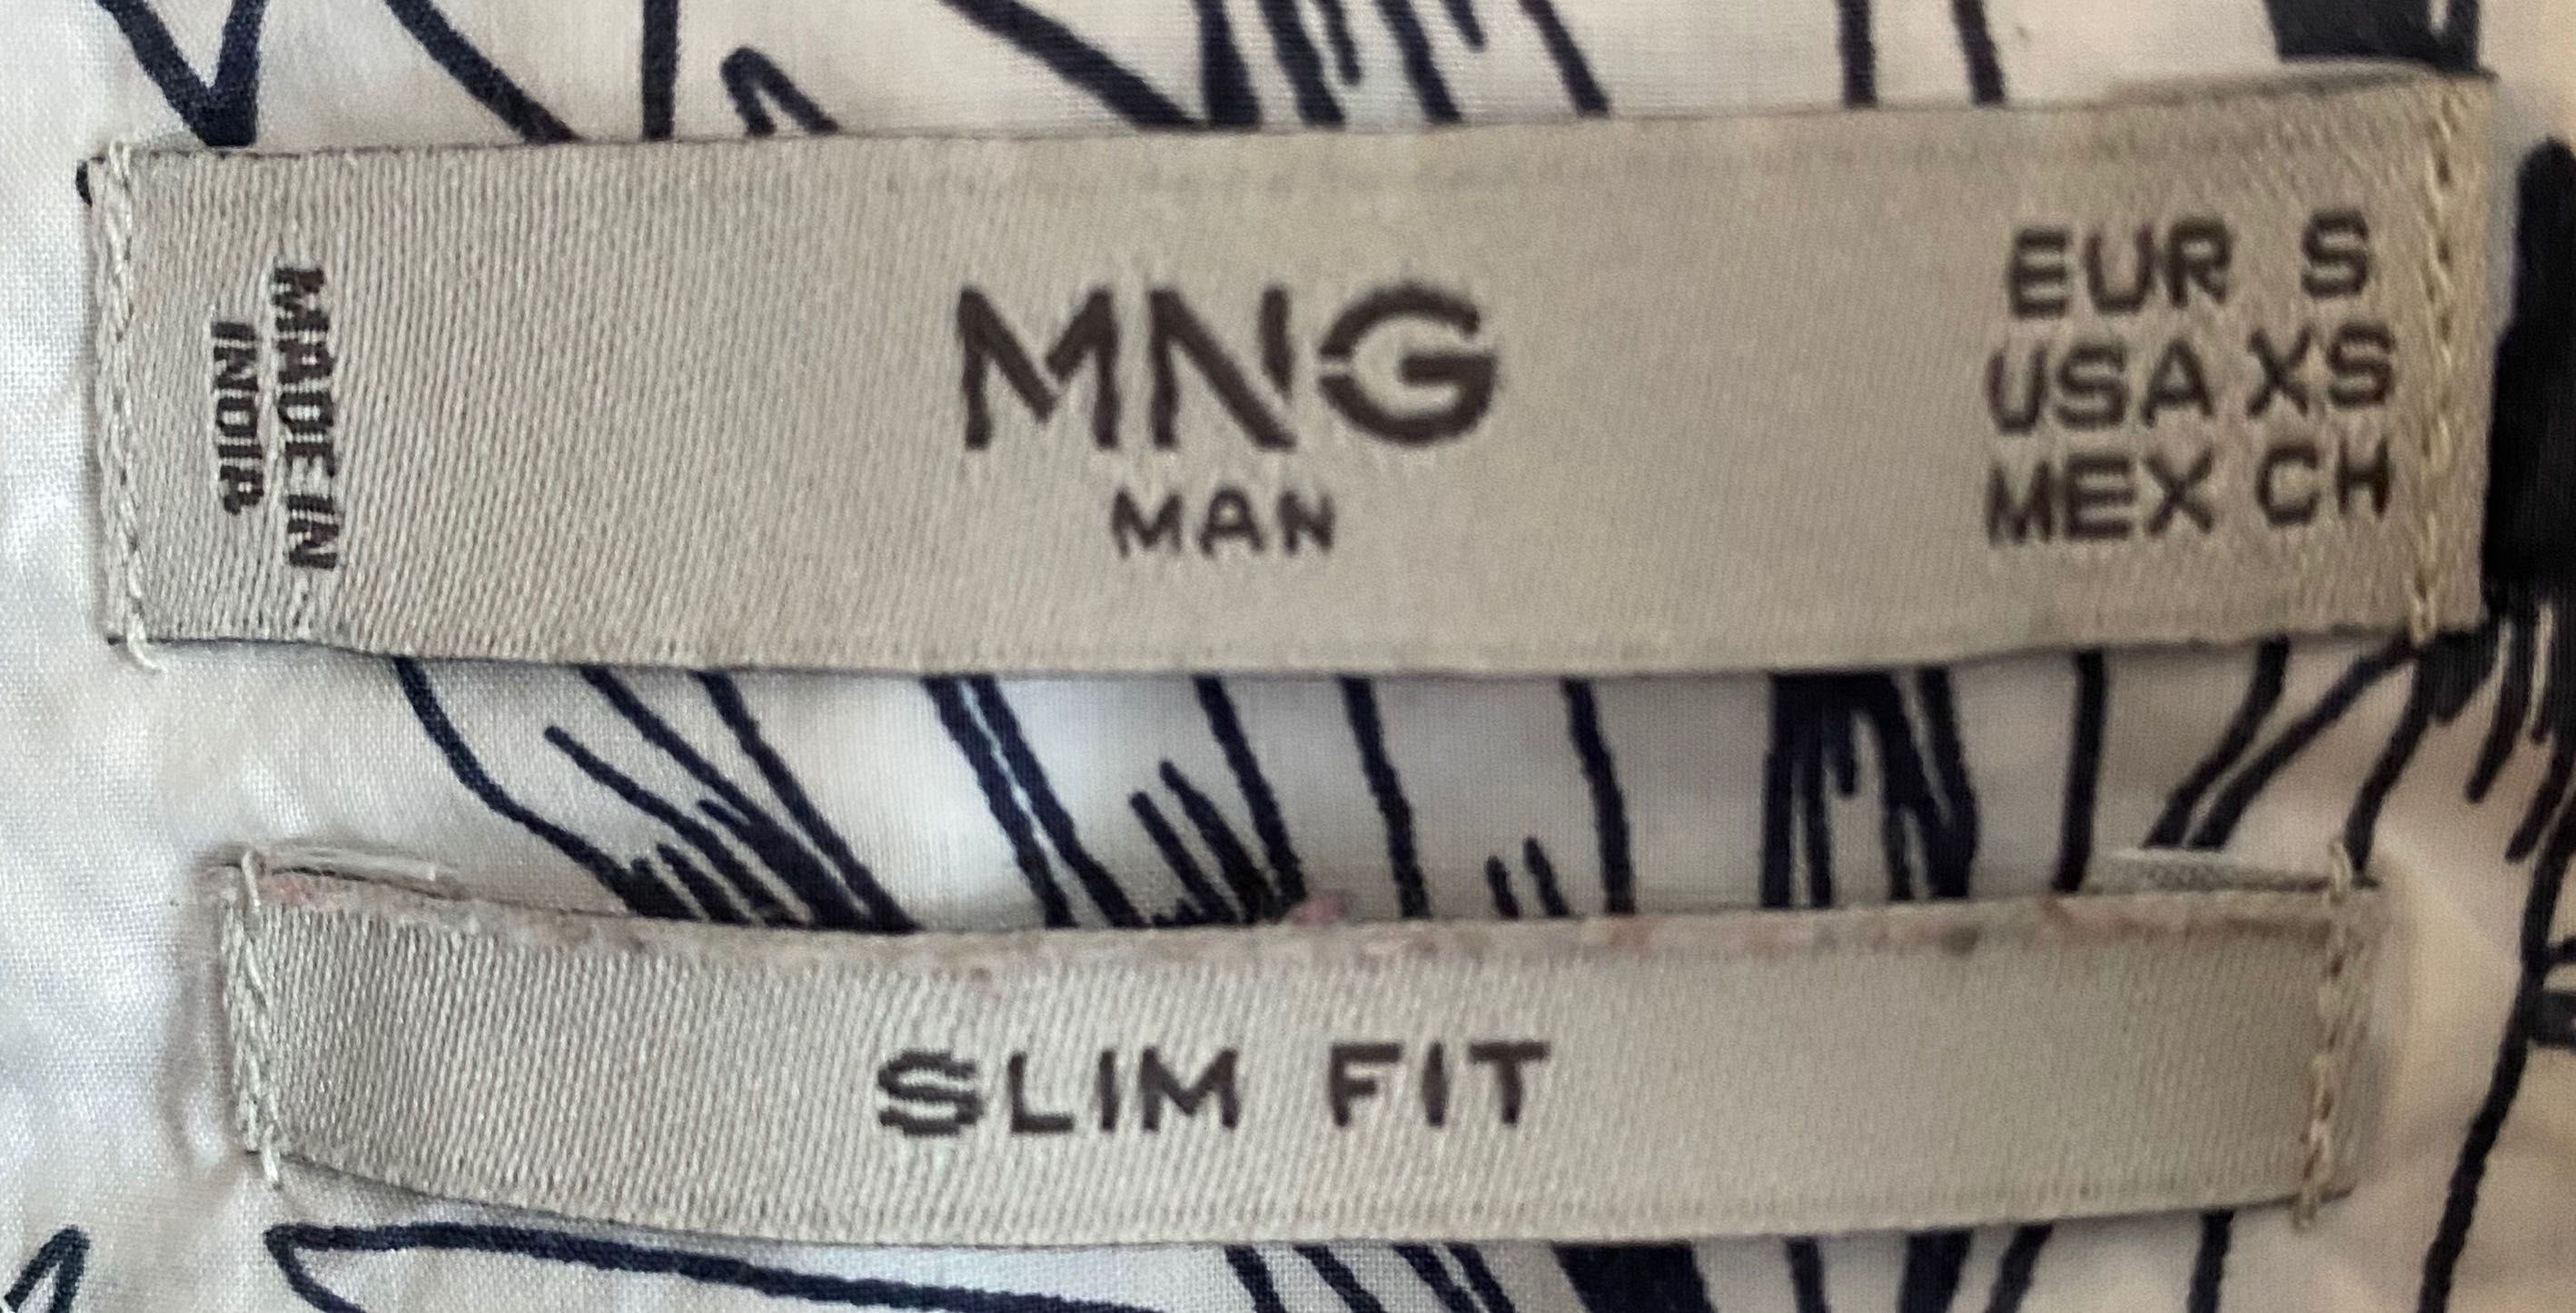 MADE IN
INDIA
MNG
MAN
EUR S
USA XS
MEX CH
SLIM FIT